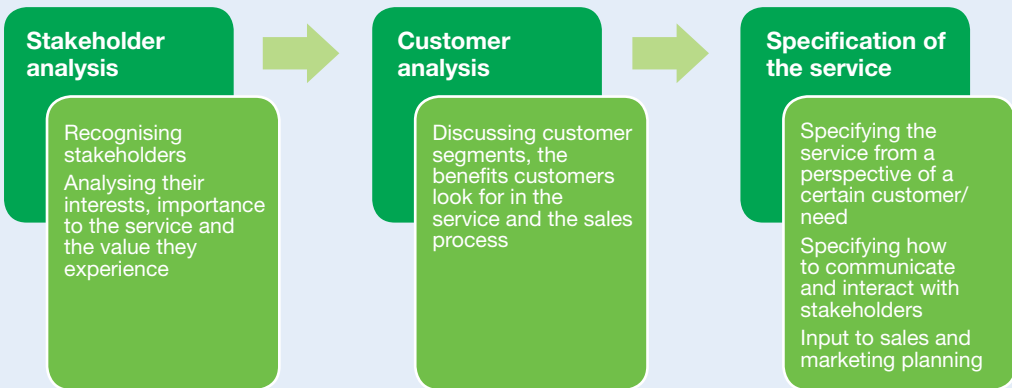 Stakeholder
analysis
Recognising
stakeholders
Analysing their
interests, importance
to the service and
the value they
experience
Customer
analysis
Discussing customer
segments, the
benefits customers
look for in the
service and the sales
process
Specification of
the service
Specifying the
service from a
perspective of a
certain customer/
need
Specifying how
to communicate
and interact with
stakeholders
Input to sales and
marketing planning